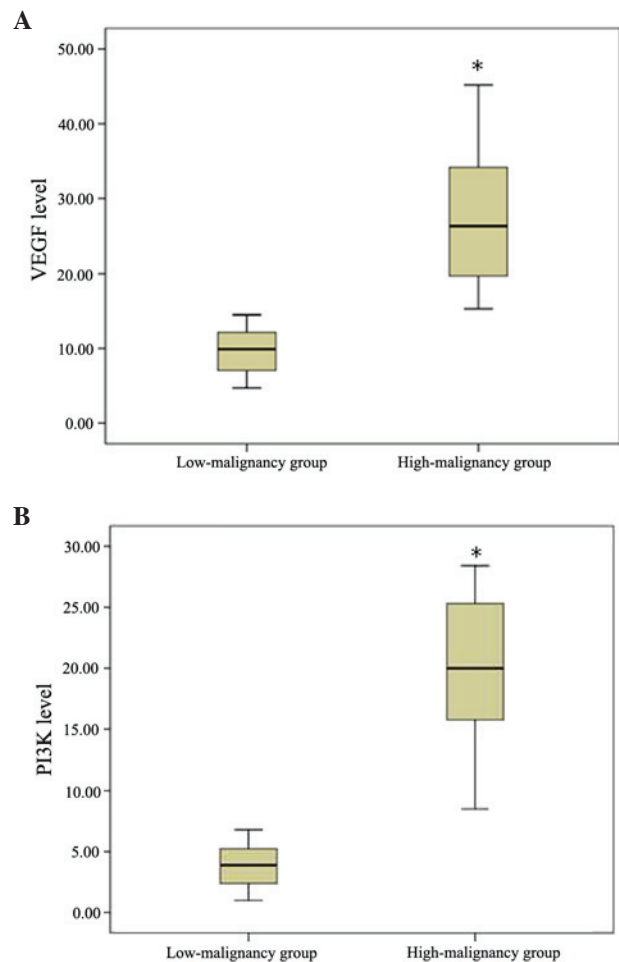 A
50.00
40.00
30.00
20.00
10.00
0.00
VEGF level
*
Low-malignancy group
High-malignancy group
B
30.00
25.00
20.00
15.00
10.00
5.00
0.00
PI3K level
*
Low-malignancy group
High-malignancy group